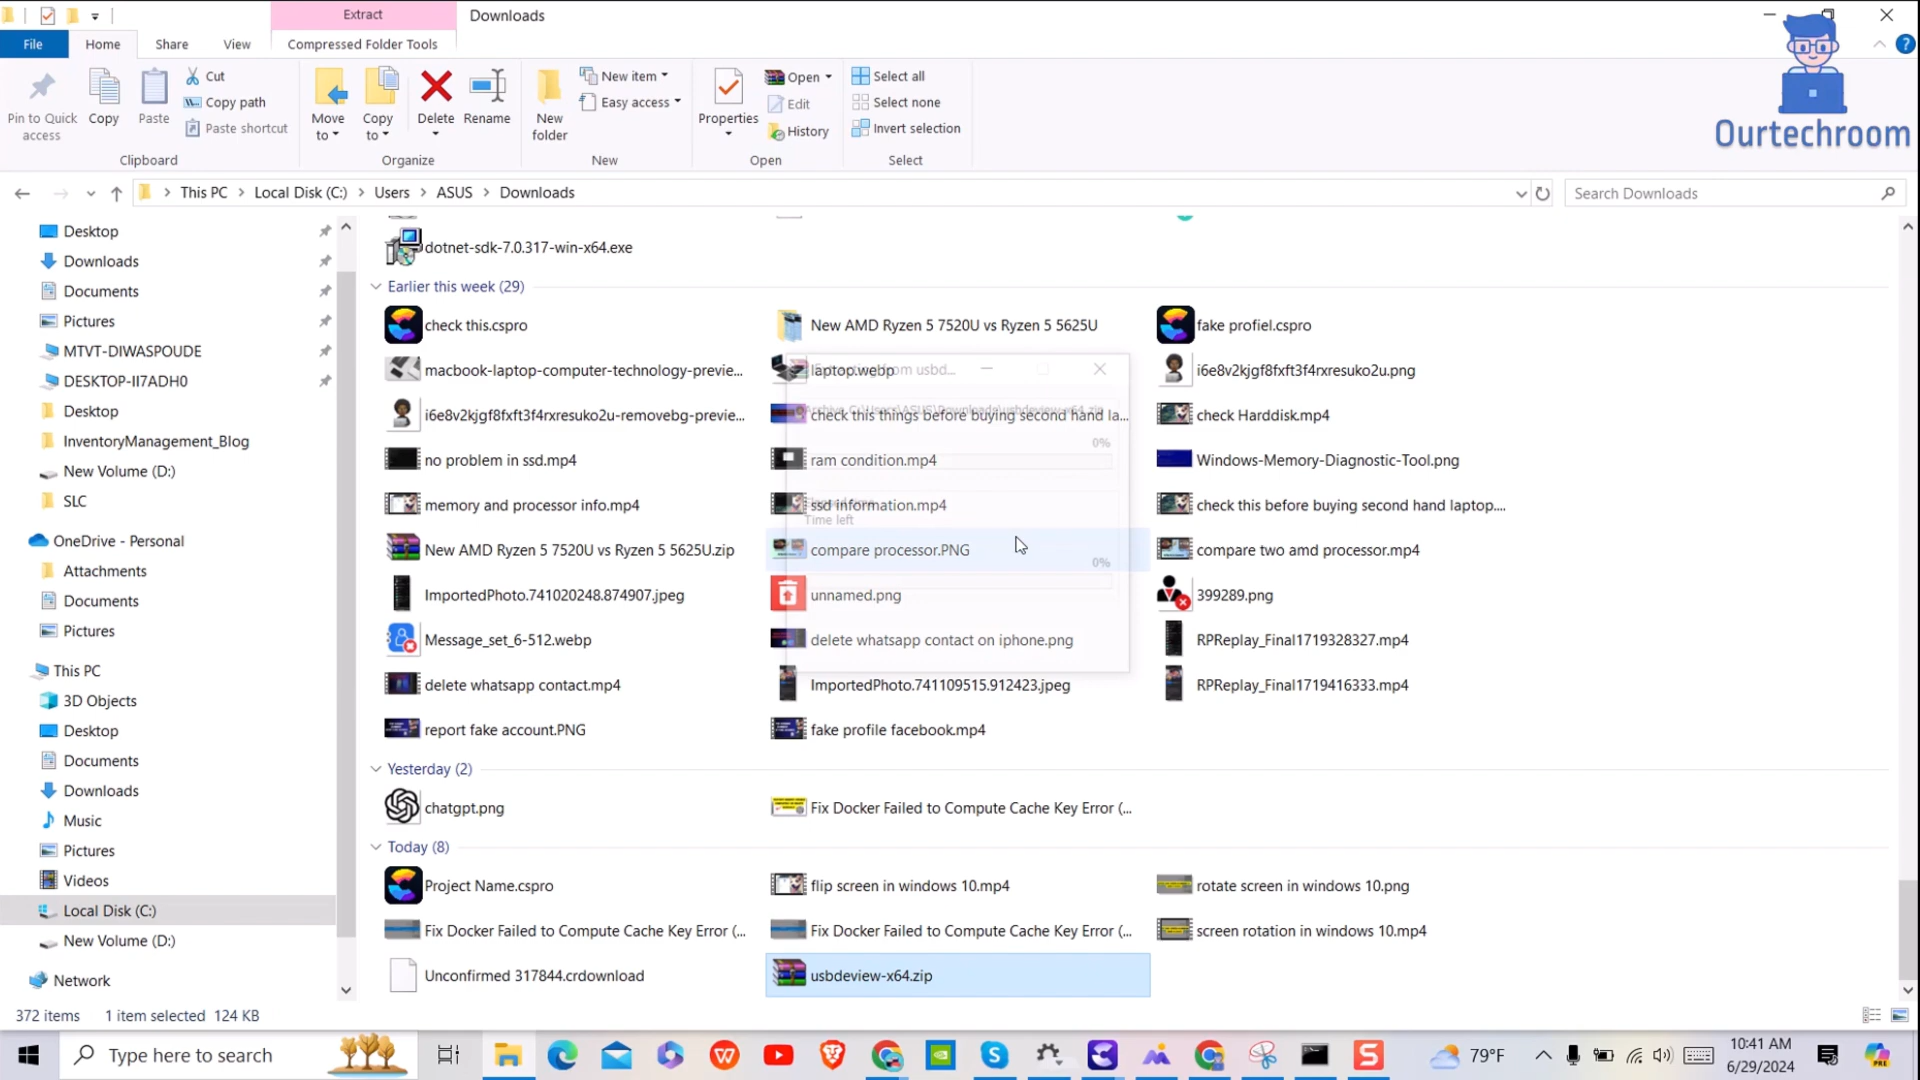 Extract
Downloads
File
Home
Share
View
Compressed Folder Tools
Pin to Quick access
Copy
Paste
Cut
Copy path
Paste shortcut
Clipboard
Move to
Copy to
Delete
Rename
Organize
New folder
New item
Easy access
New
Properties
Open
Edit
History
Open
Select all
Select none
Invert selection
Select
Ourtechroom
This PC
Local Disk (C:)
Users
ASUS
Downloads
Search Downloads
Desktop
Downloads
Documents
Pictures
MTVT-DIWASPOUDE
DESKTOP-II7ADH0
Desktop
InventoryManagement_Blog
New Volume (D:)
SLC
OneDrive - Personal
Attachments
Documents
Pictures
This PC
3D Objects
Desktop
Documents
Downloads
Music
Pictures
Videos
Local Disk (C:)
New Volume (D:)
Network
dotnet-sdk-7.0.317-win-x64.exe
Earlier this week (29)
check this.cspro
New AMD Ryzen 5 7520U vs Ryzen 5 5625U
fake profiel.cspro
macbook-laptop-computer-technology-previe...
laptop.webp
from usbd...
i6e8v2kjgf8fxft3f4rxresuko2u.png
Archive C:\Users\ASUS\Downloads\usbdeview-x64.zip
i6e8v2kjgf8fxft3f4rxresuko2u-removebg-previe...
check this things before buying second hand la...
check Harddisk.mp4
0%
no problem in ssd.mp4
ram condition.mp4
Windows-Memory-Diagnostic-Tool.png
memory and processor info.mp4
ssd information.mp4
check this before buying second hand laptop....
Time left
New AMD Ryzen 5 7520U vs Ryzen 5 5625U.zip
compare processor.PNG
compare two amd processor.mp4
0%
ImportedPhoto.741020248.874907.jpeg
unnamed.png
399289.png
Message_set_6-512.webp
delete whatsapp contact on iphone.png
RPReplay_Final1719328327.mp4
delete whatsapp contact.mp4
ImportedPhoto.741109515.912423.jpeg
RPReplay_Final1719416333.mp4
report fake account.PNG
fake profile facebook.mp4
Yesterday (2)
chatgpt.png
Fix Docker Failed to Compute Cache Key Error (...
Today (8)
Project Name.cspro
flip screen in windows 10.mp4
rotate screen in windows 10.png
Fix Docker Failed to Compute Cache Key Error (...
Fix Docker Failed to Compute Cache Key Error (...
screen rotation in windows 10.mp4
Unconfirmed 317844.crdownload
usbdeview-x64.zip
372 items
1 item selected
124 KB
Type here to search
79°F
10:41 AM
6/29/2024